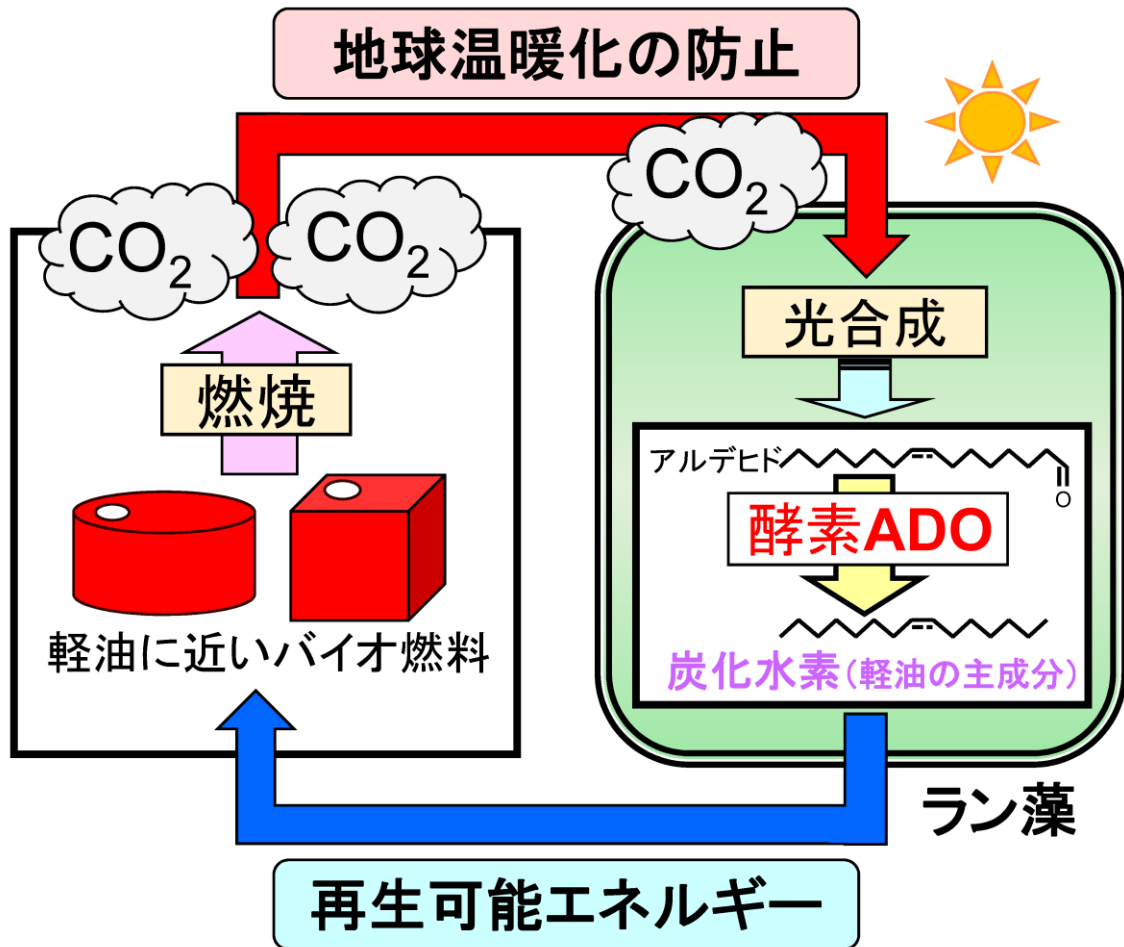 地球温暖化の防止
CO2
CO2
CO2
燃焼
軽油に近いバイオ燃料
光合成
アルデヒド
O
酵素ADO
炭化水素（軽油の主成分）
ラン藻
再生可能エネルギー